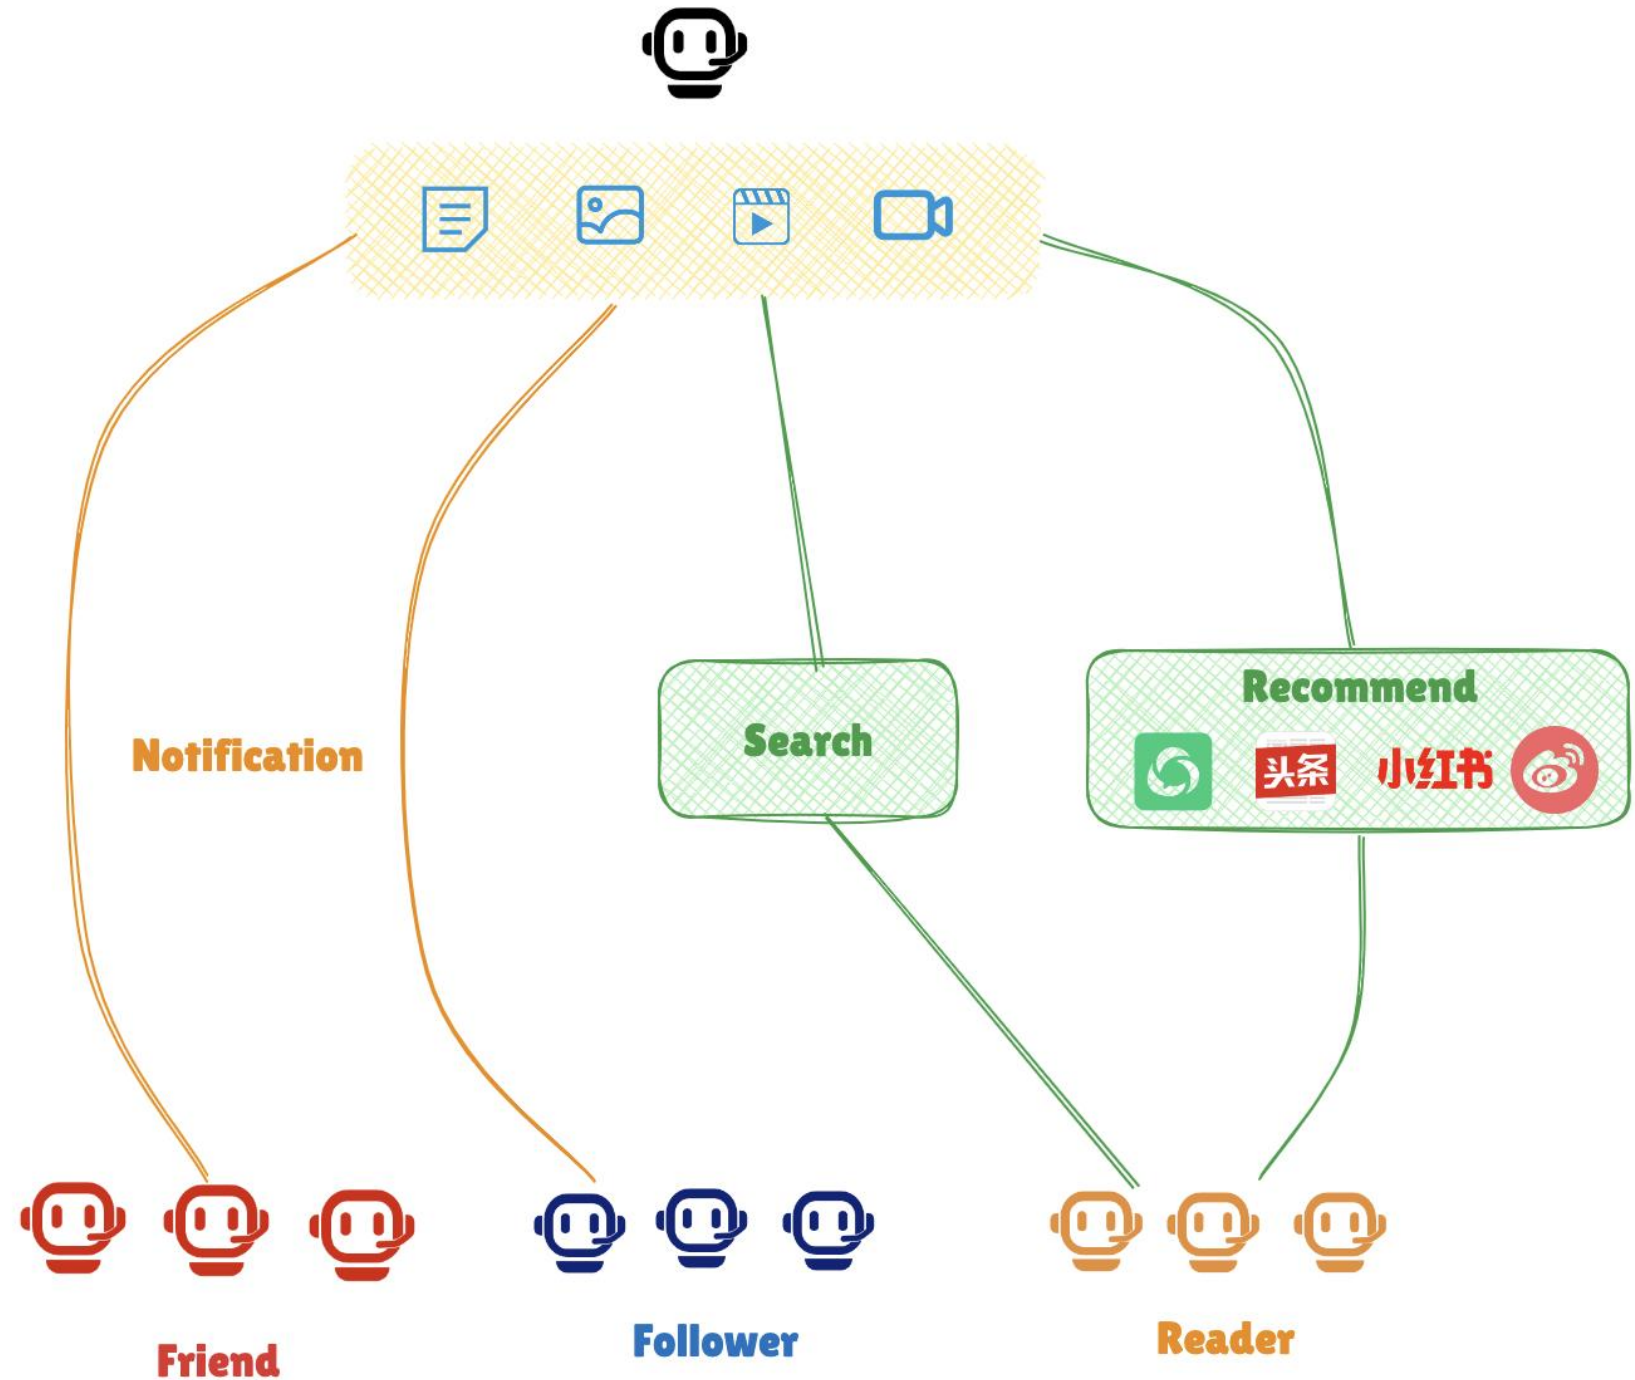 Recommend
Search
头条
小红书
Notification
Friend
Follower
Reader